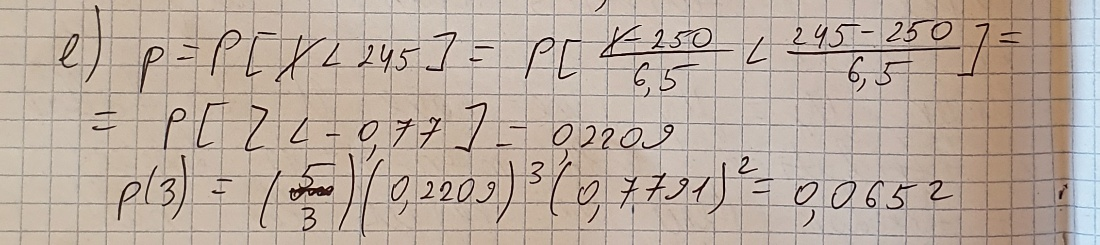 e) p = P[X < 245] = P[(X - 250)/6,5 < (245 - 250)/6,5] =
= P[Z < -0,77] = 0,2209
p(3) = (5 3)(0,2209)^3 (0,7791)^2 = 0,0652